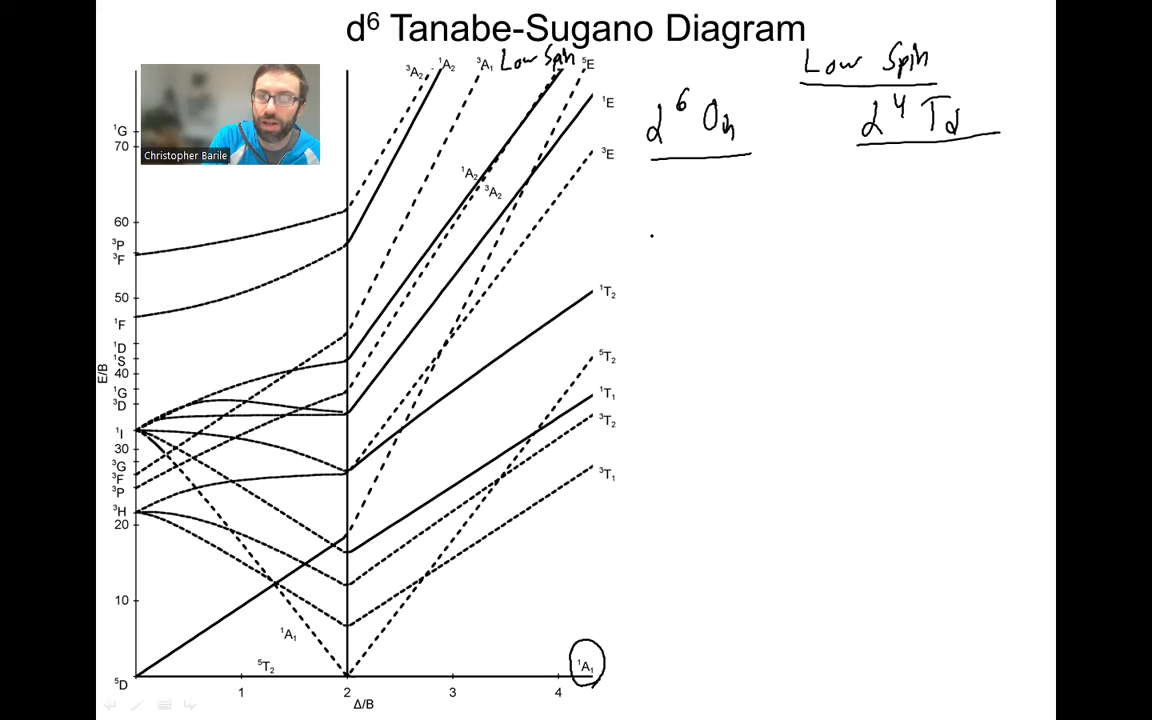 d⁶ Tanabe-Sugano Diagram
Low Spin
Low Spin
d⁶ Oh
d⁴ Td
Christopher Barile
³A₂
¹A₂
³A₁
⁵E
¹E
³E
¹A₂
³A₂
¹T₂
⁵T₂
¹T₁
³T₂
³T₁
¹A₁
¹A₁
⁵T₂
¹G
70
60
³P
³F
50
¹F
¹D
¹S
40
E/B
¹G
³D
¹I
30
³G
³F
³P
³H
20
10
⁵D
1
2
3
4
Δ/B